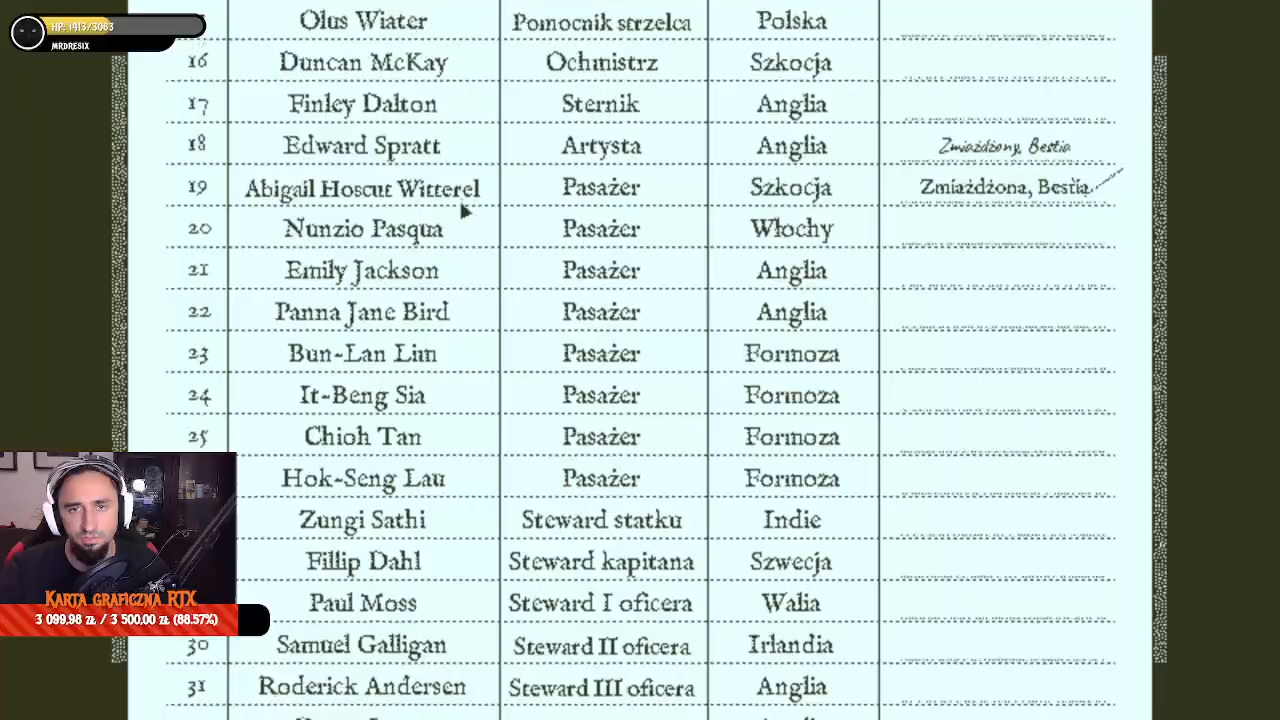 HP: 1413/3063
MRDRESIX
Olus Wiater Pomocnik strzelca Polska
16 Duncan McKay Ochmistrz Szkocja
17 Finley Dalton Sternik Anglia
18 Edward Spratt Artysta Anglia Zmiażdżony, Bestia
19 Abigail Hoscut Witterel Pasażer Szkocja Zmiażdżona, Bestia
20 Nunzio Pasqua Pasażer Włochy
21 Emily Jackson Pasażer Anglia
22 Panna Jane Bird Pasażer Anglia
23 Bun-Lan Lim Pasażer Formoza
24 It-Beng Sia Pasażer Formoza
25 Chioh Tan Pasażer Formoza
Hok-Seng Lau Pasażer Formoza
Zungi Sathi Steward statku Indie
Fillip Dahl Steward kapitana Szwecja
Paul Moss Steward I oficera Walia
30 Samuel Galligan Steward II oficera Irlandia
31 Roderick Andersen Steward III oficera Anglia
Karta graficzna RTX
3 099,98 zł / 3 500,00 zł (88.57%)